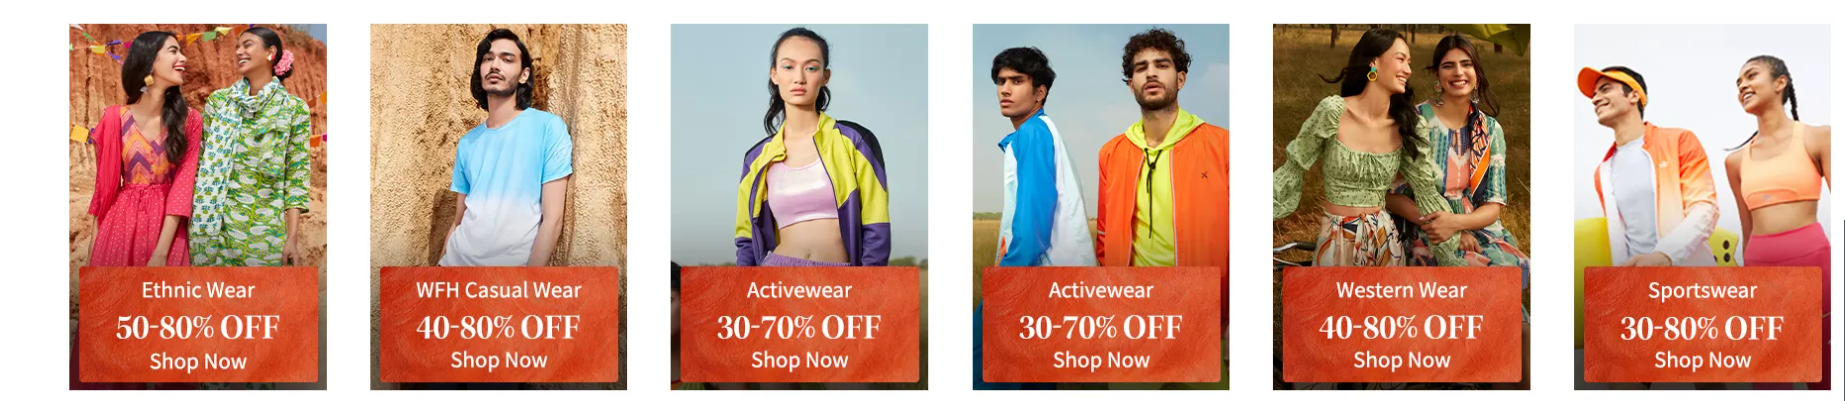 Ethnic Wear
50-80% OFF
Shop Now
WFH Casual Wear
40-80% OFF
Shop Now
Activewear
30-70% OFF
Shop Now
Activewear
30-70% OFF
Shop Now
Western Wear
40-80% OFF
Shop Now
Sportswear
30-80% OFF
Shop Now